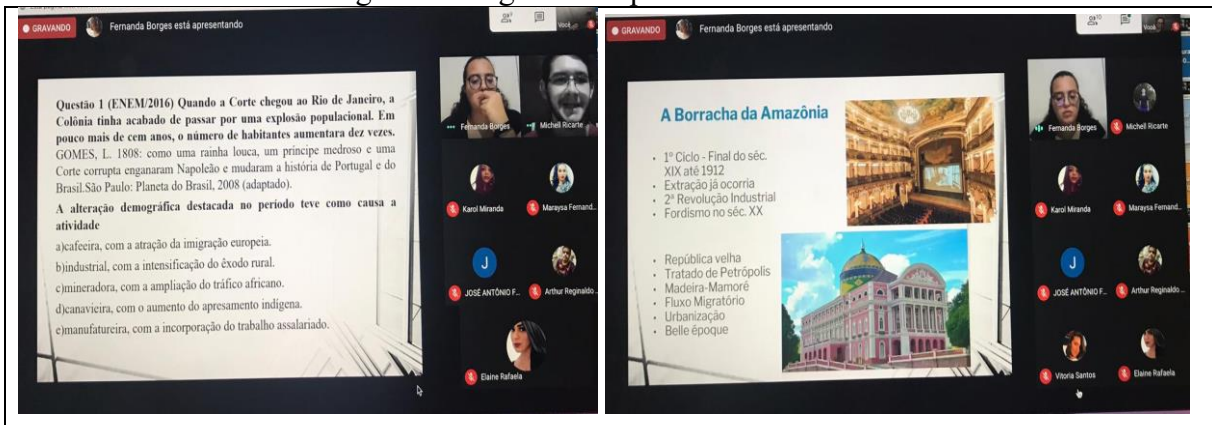 GRAVANDO
Fernanda Borges está apresentando
Você
Questão 1 (ENEM/2016) Quando a Corte chegou ao Rio de Janeiro, a
Colônia tinha acabado de passar por uma explosão populacional. Em
pouco mais de cem anos, o número de habitantes aumentara dez vezes.
GOMES, L. 1808: como uma rainha louca, um príncipe medroso e uma
Corte corrupta enganaram Napoleão e mudaram a história de Portugal e do
Brasil.São Paulo: Planeta do Brasil, 2008 (adaptado).
A alteração demográfica destacada no período teve como causa a
atividade
a)cafeeira, com a atração da imigração europeia.
b)industrial, com a intensificação do êxodo rural.
c)mineradora, com a ampliação do tráfico africano.
d)canavieira, com o aumento do apresamento indígena.
e)manufatureira, com a incorporação do trabalho assalariado.
Fernanda Borges
Michell Ricarte
Karol Miranda
Maraysa Fernand...
J
JOSÉ ANTÔNIO F...
Arthur Reginaldo ...
Elaine Rafaela
GRAVANDO
Fernanda Borges está apresentando
A Borracha da Amazônia
• 1º Ciclo - Final do séc.
XIX até 1912
• Extração já ocorria
• 2ª Revolução Industrial
• Fordismo no séc. XX
• República velha
• Tratado de Petrópolis
• Madeira-Mamoré
• Fluxo Migratório
• Urbanização
• Belle époque
Fernanda Borges
Michell Ricarte
Karol Miranda
Maraysa Fernand...
J
JOSÉ ANTÔNIO F...
Arthur Reginaldo ...
Vitoria Santos
Elaine Rafaela